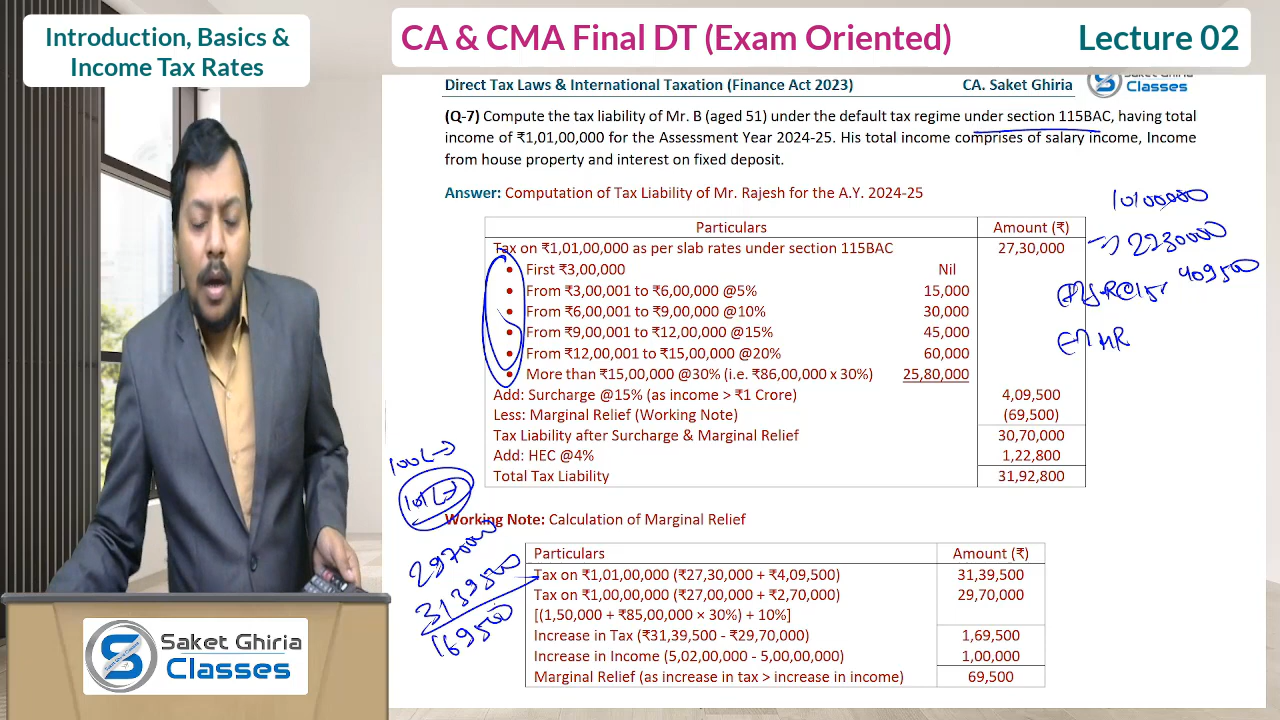 Introduction, Basics &
Income Tax Rates
CA & CMA Final DT (Exam Oriented) Lecture 02
Direct Tax Laws & International Taxation (Finance Act 2023) CA. Saket Ghiria
Saket Ghiria
Classes
(Q-7) Compute the tax liability of Mr. B (aged 51) under the default tax regime under section 115BAC, having total
income of ₹1,01,00,000 for the Assessment Year 2024-25. His total income comprises of salary income, Income
from house property and interest on fixed deposit.
Answer: Computation of Tax Liability of Mr. Rajesh for the A.Y. 2024-25
Particulars Amount (₹)
Tax on ₹1,01,00,000 as per slab rates under section 115BAC 27,30,000
• First ₹3,00,000 Nil
• From ₹3,00,001 to ₹6,00,000 @5% 15,000
• From ₹6,00,001 to ₹9,00,000 @10% 30,000
• From ₹9,00,001 to ₹12,00,000 @15% 45,000
• From ₹12,00,001 to ₹15,00,000 @20% 60,000
• More than ₹15,00,000 @30% (i.e. ₹86,00,000 x 30%) 25,80,000
Add: Surcharge @15% (as income > ₹1 Crore) 4,09,500
Less: Marginal Relief (Working Note) (69,500)
Tax Liability after Surcharge & Marginal Relief 30,70,000
Add: HEC @4% 1,22,800
Total Tax Liability 31,92,800
10100000
2730000
409500
(-) MR
100L→
101L→
2970000
3139500
169500
Working Note: Calculation of Marginal Relief
Particulars Amount (₹)
Tax on ₹1,01,00,000 (₹27,30,000 + ₹4,09,500) 31,39,500
Tax on ₹1,00,00,000 (₹27,00,000 + ₹2,70,000) 29,70,000
[(1,50,000 + ₹85,00,000 × 30%) + 10%]
Increase in Tax (₹31,39,500 - ₹29,70,000) 1,69,500
Increase in Income (5,02,00,000 - 5,00,00,000) 1,00,000
Marginal Relief (as increase in tax > increase in income) 69,500
Saket Ghiria
Classes